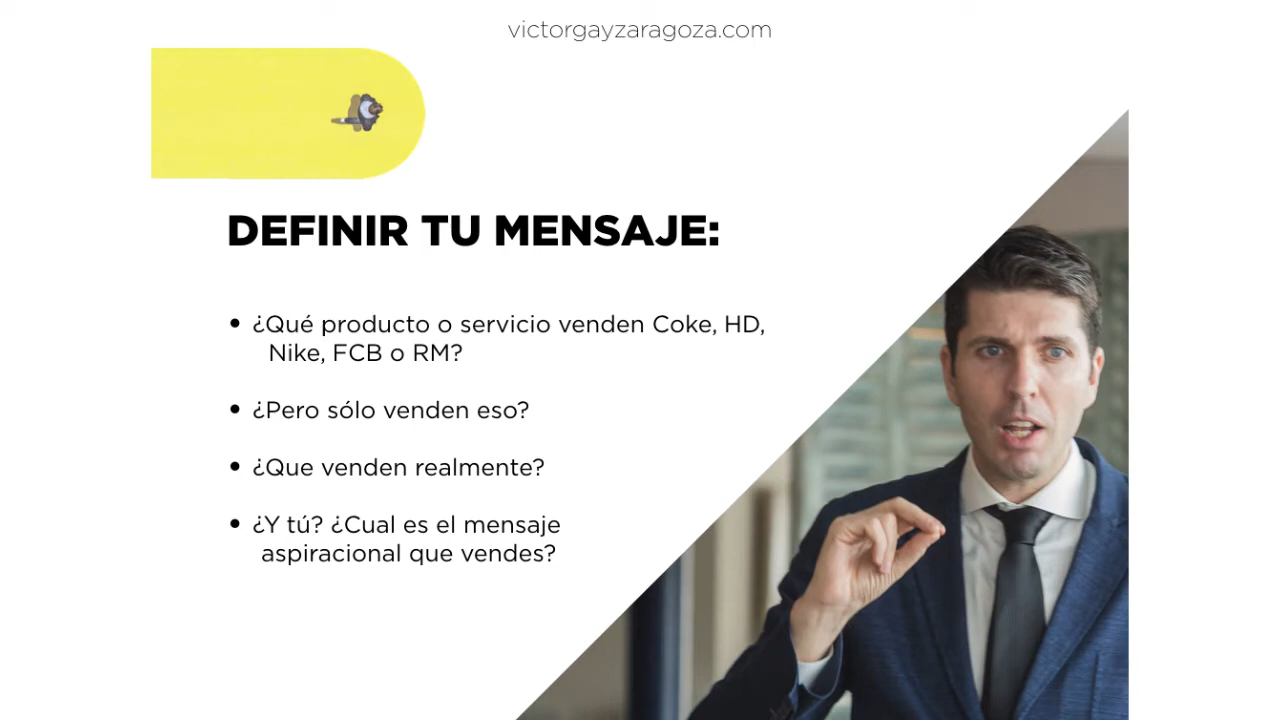 victorgayzaragoza.com
DEFINIR TU MENSAJE:
• ¿Qué producto o servicio venden Coke, HD,
Nike, FCB o RM?
• ¿Pero sólo venden eso?
• ¿Que venden realmente?
• ¿Y tú? ¿Cual es el mensaje
aspiracional que vendes?